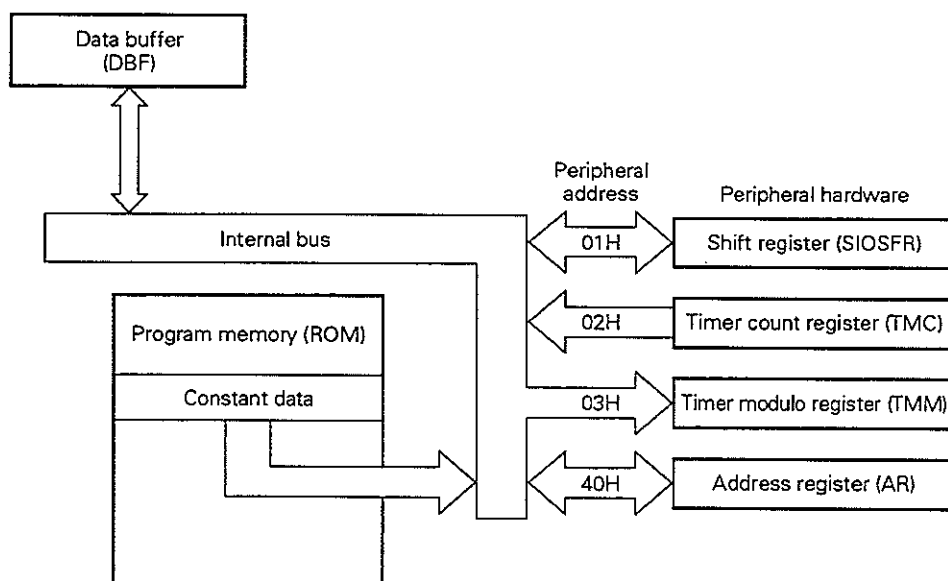 Data buffer
(DBF)
Peripheral
address
Peripheral hardware
Internal bus
01H
Shift register (SIOSFR)
Program memory (ROM)
02H
Timer count register (TMC)
Constant data
03H
Timer modulo register (TMM)
40H
Address register (AR)